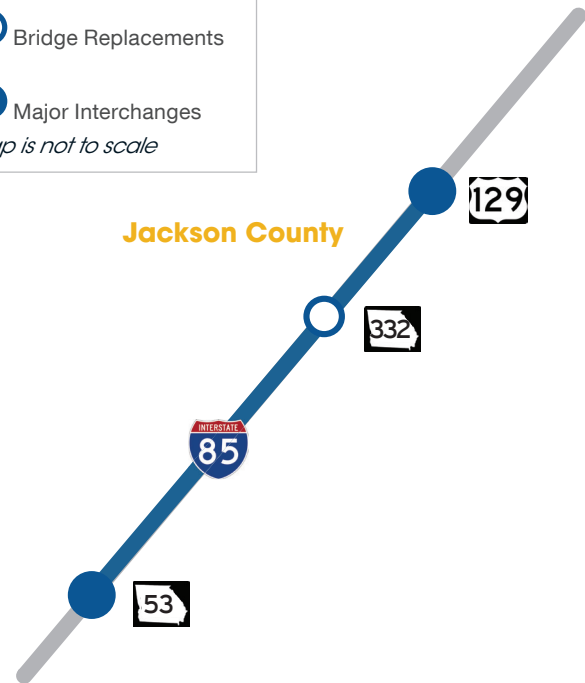 Bridge Replacements
Major Interchanges
is not to scale
129
Jackson County
332
INTERSTATE
85
53